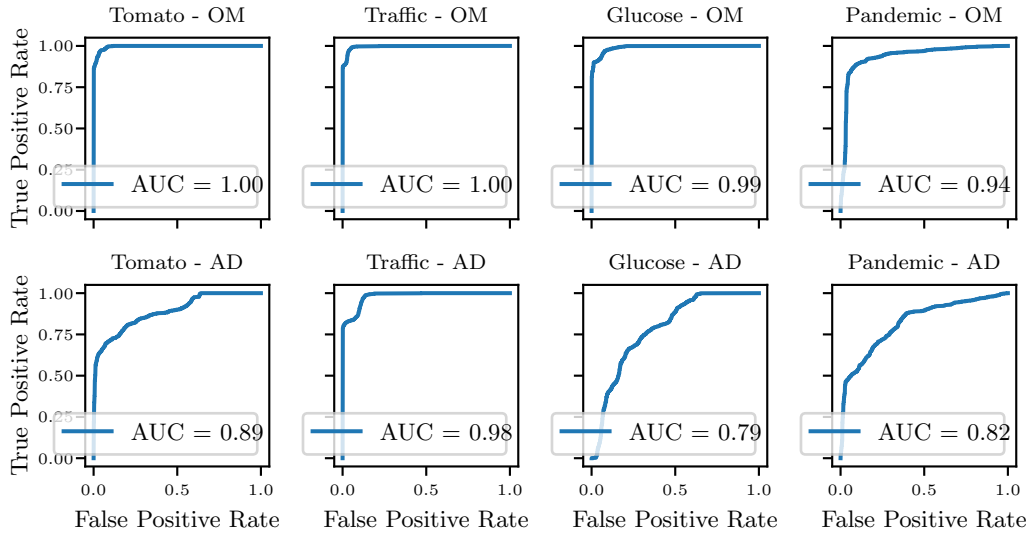 Tomato - OM
Traffic - OM
Glucose - OM
Pandemic - OM
True Positive Rate
1.00
0.75
0.50
0.25
0.00
AUC = 1.00
AUC = 1.00
AUC = 0.99
AUC = 0.94
Tomato - AD
Traffic - AD
Glucose - AD
Pandemic - AD
True Positive Rate
1.00
0.75
0.50
0.25
0.00
AUC = 0.89
AUC = 0.98
AUC = 0.79
AUC = 0.82
0.0 0.5 1.0
0.0 0.5 1.0
0.0 0.5 1.0
0.0 0.5 1.0
False Positive Rate
False Positive Rate
False Positive Rate
False Positive Rate